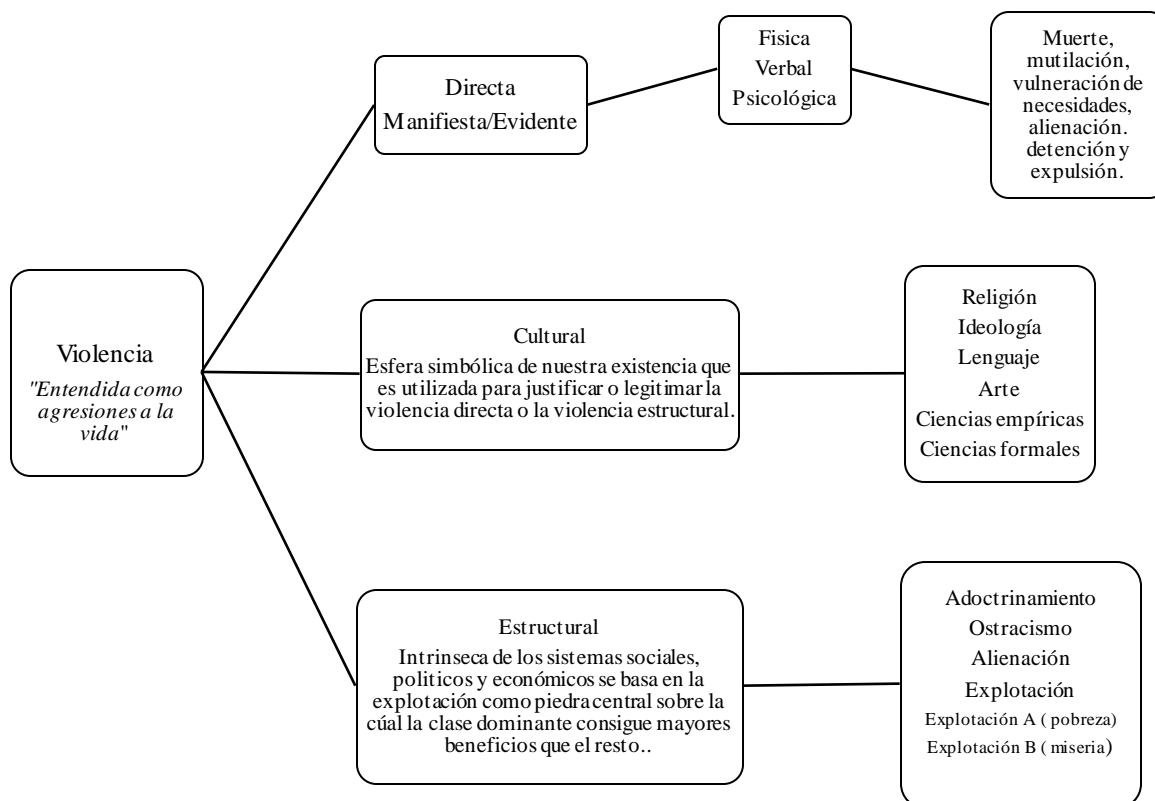 Violencia
"Entendida como
agresiones a la
vida"
Directa
Manifiesta/Evidente
Fisica
Verbal
Psicológica
Muerte,
mutilación,
vulneración de
necesidades,
alienación.
detención y
expulsión.
Cultural
Esfera simbólica de nuestra existencia que
es utilizada para justificar o legitimar la
violencia directa o la violencia estructural.
Religión
Ideología
Lenguaje
Arte
Ciencias empíricas
Ciencias formales
Estructural
Intrinseca de los sistemas sociales,
politicos y económicos se basa en la
explotación como piedra central sobre la
cúal la clase dominante consigue mayores
beneficios que el resto..
Adoctrinamiento
Ostracismo
Alienación
Explotación
Explotación A ( pobreza)
Explotación B ( miseria)